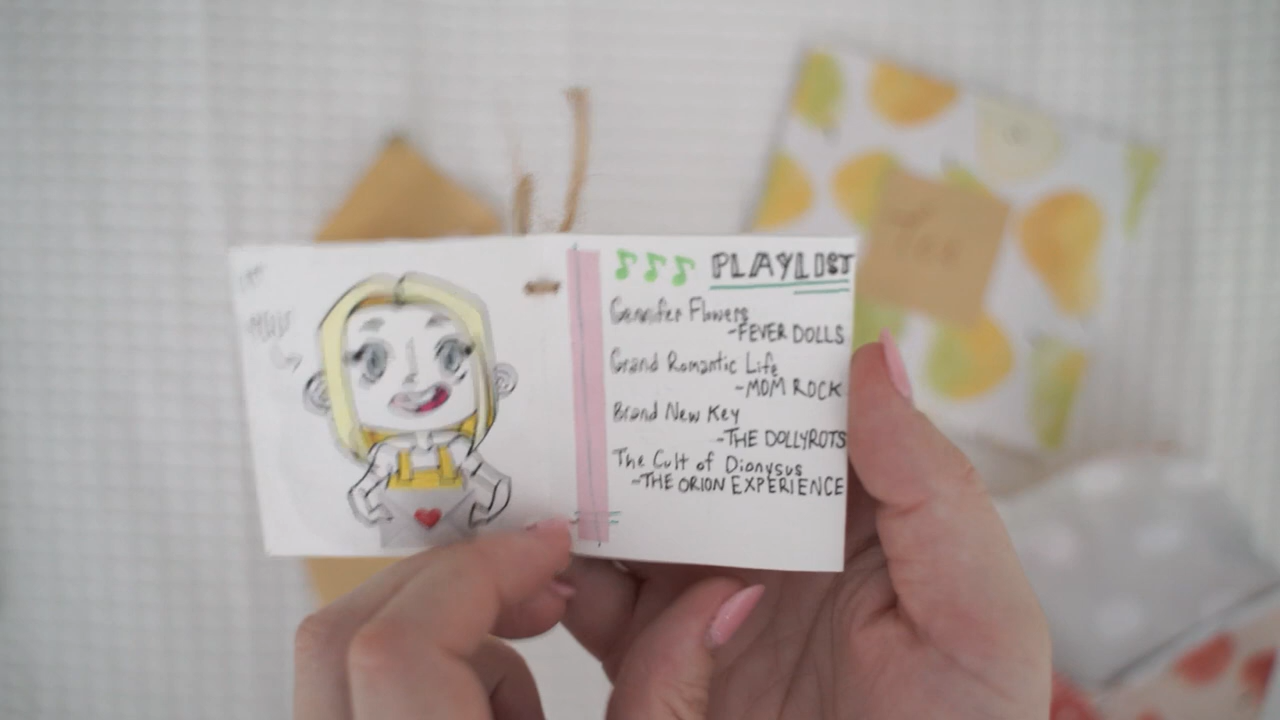 PLAYLIST
Gennifer Flowers
-FEVER DOLLS
Grand Romantic Life
-MOM ROCK
Brand New Key
-THE DOLLYROTS
The Cult of Dionysus
-THE ORION EXPERIENCE